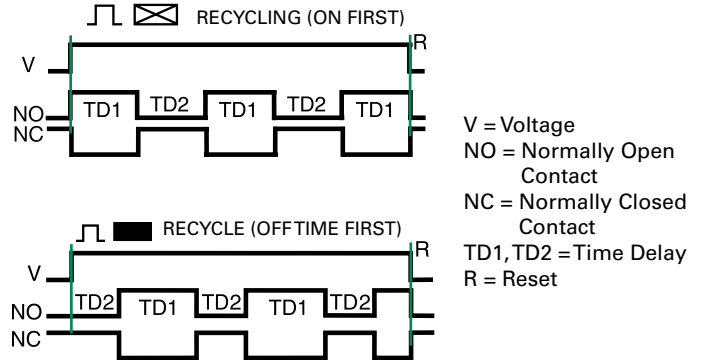 RECYCLING (ON FIRST)
R
V
TD1 TD2 TD1 TD2 TD1
NO
NC
V = Voltage
NO = Normally Open
Contact
NC = Normally Closed
Contact
TD1, TD2 = Time Delay
R = Reset
RECYCLE (OFF TIME FIRST)
R
V
TD2 TD1 TD2 TD1 TD2
NO
NC